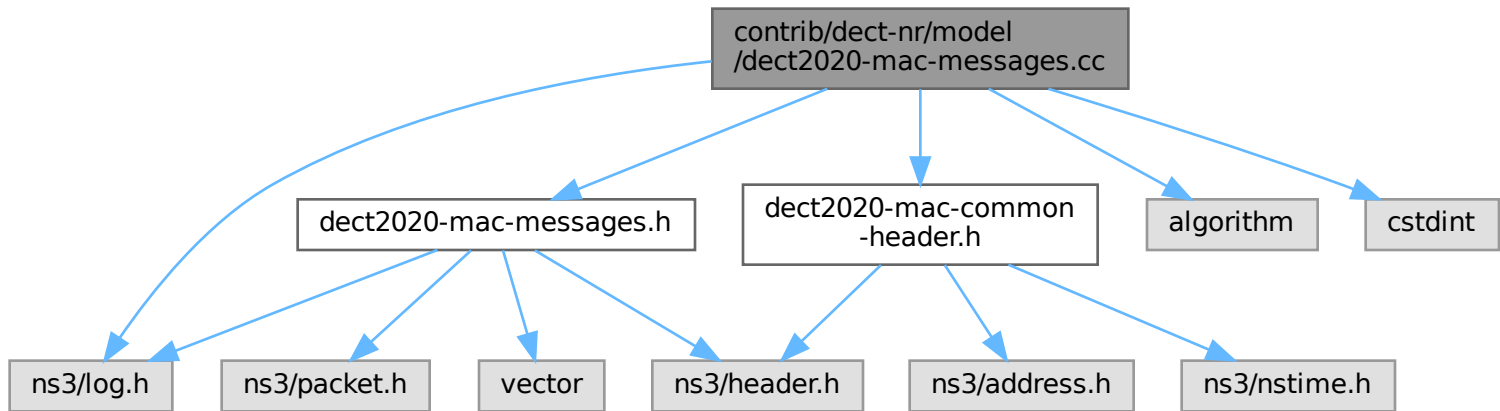 contrib/dect-nr/model
/dect2020-mac-messages.cc
dect2020-mac-messages.h
dect2020-mac-common
-header.h
algorithm
cstdint
ns3/log.h
ns3/packet.h
vector
ns3/header.h
ns3/address.h
ns3/nstime.h